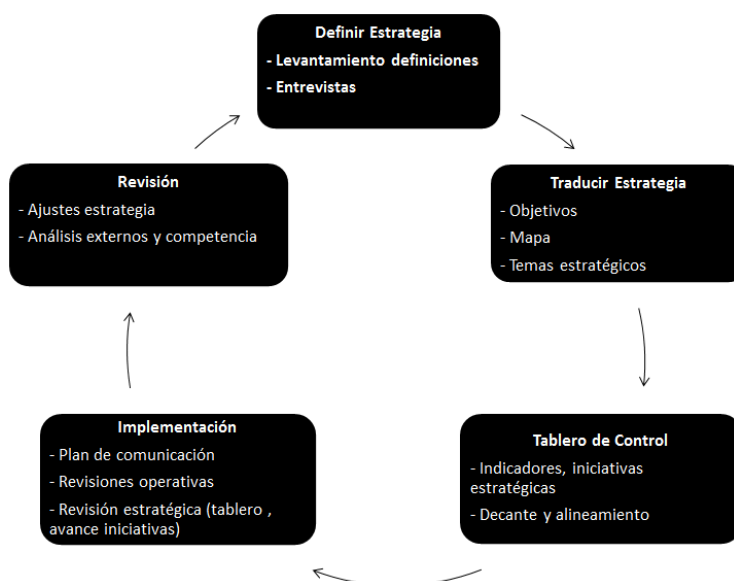 Definir Estrategia
- Levantamiento definiciones
- Entrevistas
Traducir Estrategia
- Objetivos
- Mapa
- Temas estratégicos
Tablero de Control
- Indicadores, iniciativas
estratégicas
- Decante y alineamiento
Implementación
- Plan de comunicación
- Revisiones operativas
- Revisión estratégica (tablero ,
avance iniciativas)
Revisión
- Ajustes estrategia
- Análisis externos y competencia